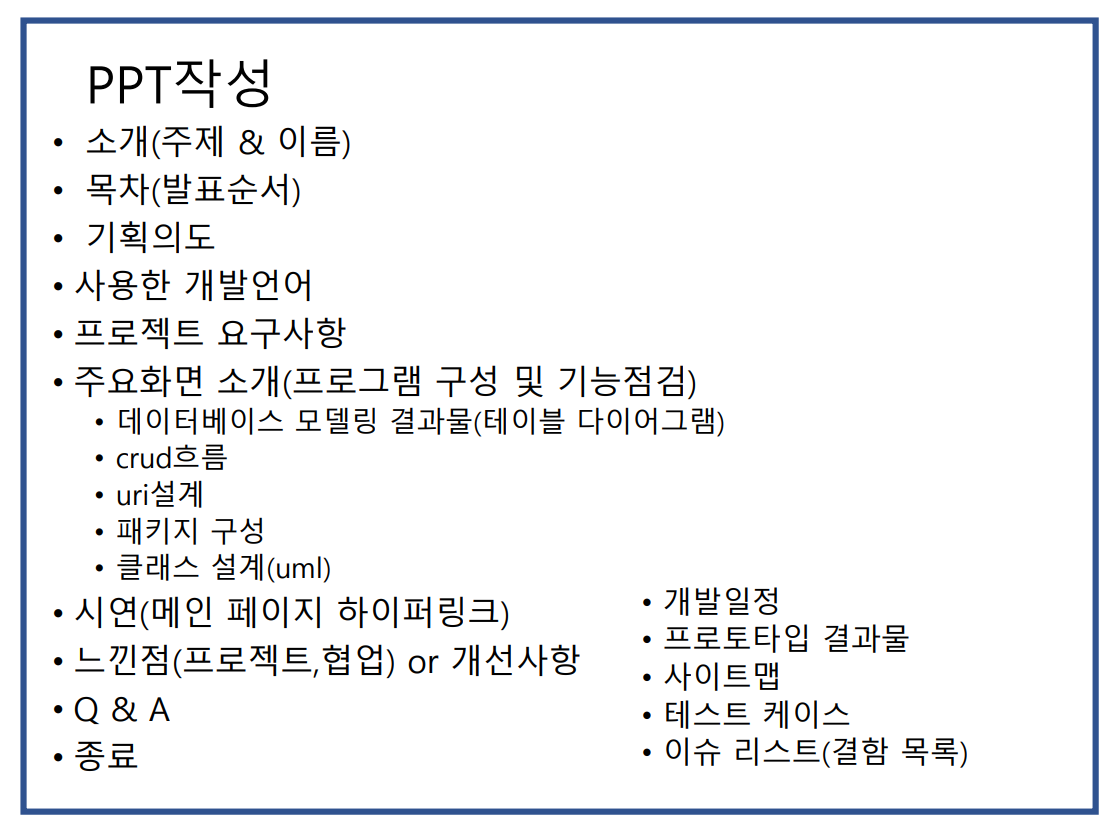 PPT작성
• 소개(주제 & 이름)
• 목차(발표순서)
• 기획의도
• 사용한 개발언어
• 프로젝트 요구사항
• 주요화면 소개(프로그램 구성 및 기능점검)
• 데이터베이스 모델링 결과물(테이블 다이어그램)
• crud흐름
• uri설계
• 패키지 구성
• 클래스 설계(uml)
• 시연(메인 페이지 하이퍼링크)
• 느낀점(프로젝트,협업) or 개선사항
• Q & A
• 종료
• 개발일정
• 프로토타입 결과물
• 사이트맵
• 테스트 케이스
• 이슈 리스트(결함 목록)